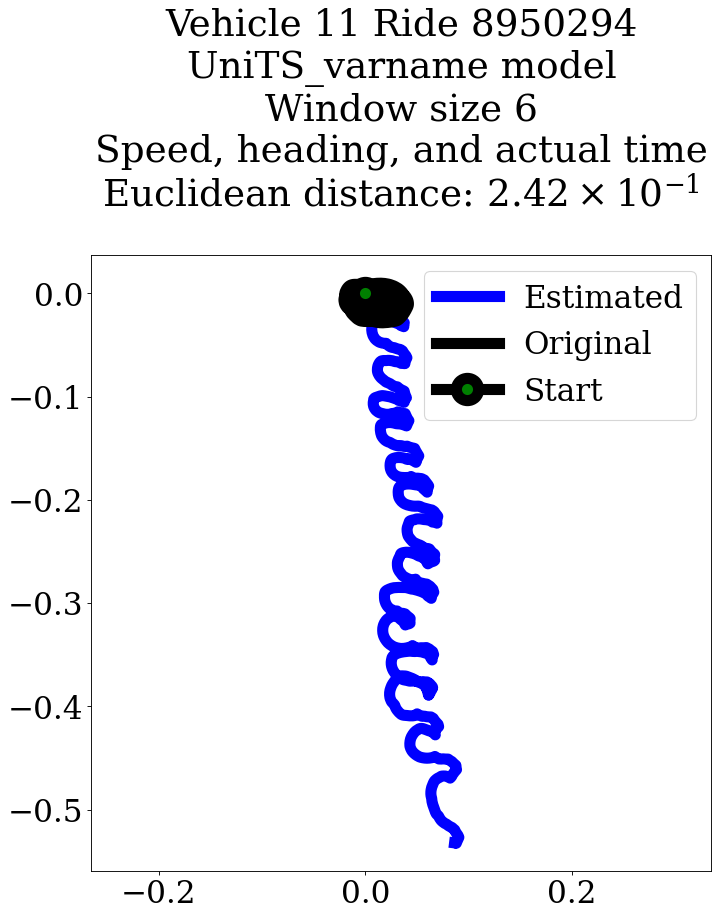 Vehicle 11 Ride 8950294
UniTS_varname model
Window size 6
Speed, heading, and actual time
Euclidean distance: 2.42 × 10⁻¹
Estimated
Original
Start
0.0
−0.1
−0.2
−0.3
−0.4
−0.5
−0.2 0.0 0.2